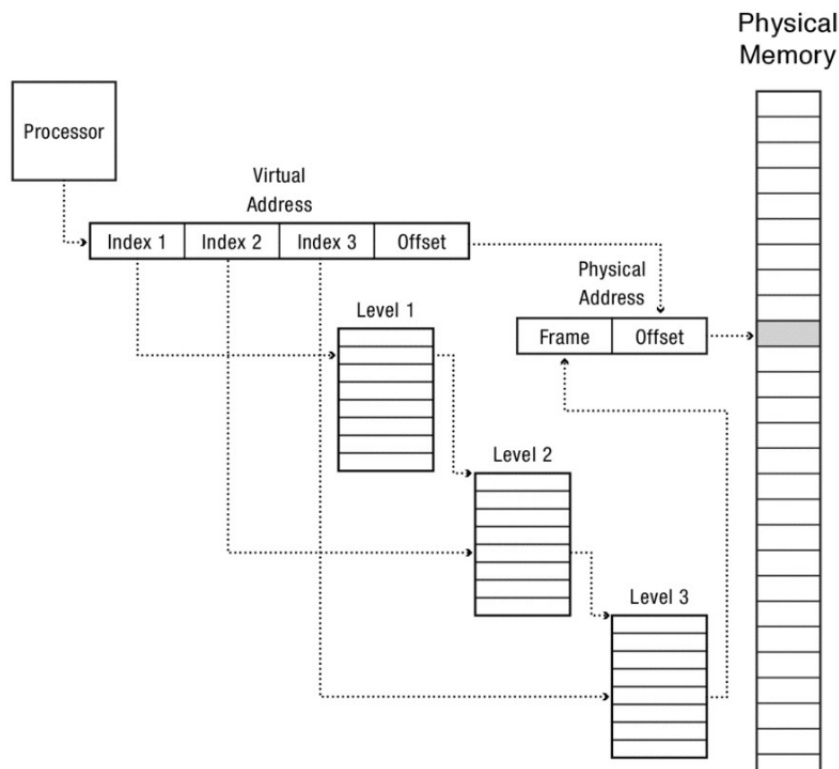 Physical
Memory
Processor
Virtual
Address
Index 1 Index 2 Index 3 Offset
Physical
Address
Level 1
Frame Offset
Level 2
Level 3